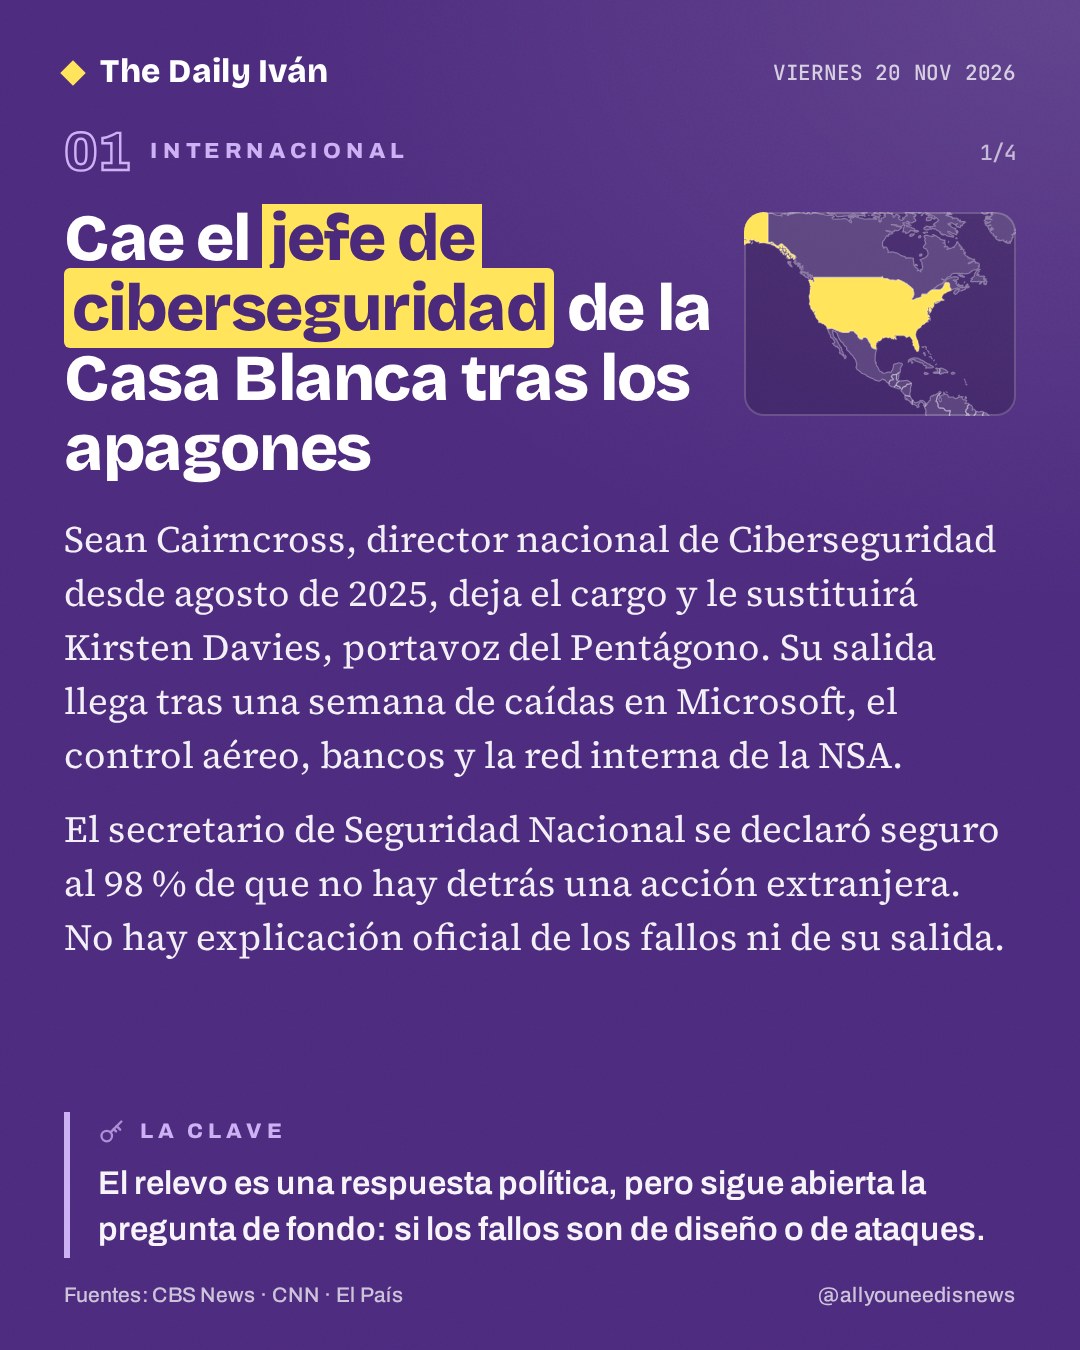 The Daily Iván
VIERNES 20 NOV 2026
01 INTERNACIONAL
1/4
Cae el jefe de
ciberseguridad de la
Casa Blanca tras los
apagones
Sean Cairncross, director nacional de Ciberseguridad
desde agosto de 2025, deja el cargo y le sustituirá
Kirsten Davies, portavoz del Pentágono. Su salida
llega tras una semana de caídas en Microsoft, el
control aéreo, bancos y la red interna de la NSA.
El secretario de Seguridad Nacional se declaró seguro
al 98 % de que no hay detrás una acción extranjera.
No hay explicación oficial de los fallos ni de su salida.
LA CLAVE
El relevo es una respuesta política, pero sigue abierta la
pregunta de fondo: si los fallos son de diseño o de ataques.
Fuentes: CBS News · CNN · El País
@allyouneedisnews